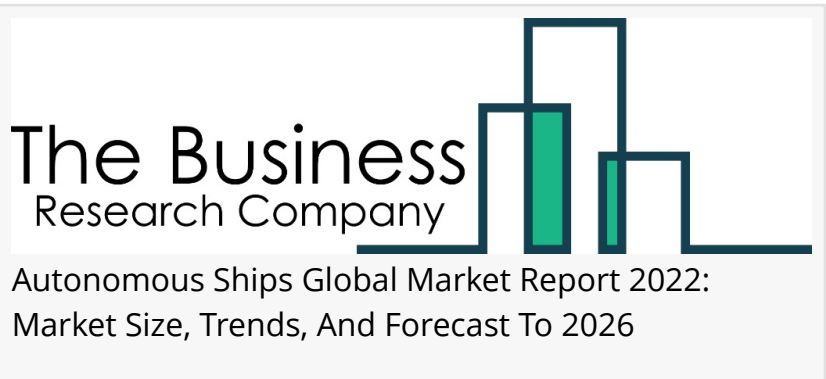 The Business
Research Company
Autonomous Ships Global Market Report 2022:
Market Size, Trends, And Forecast To 2026